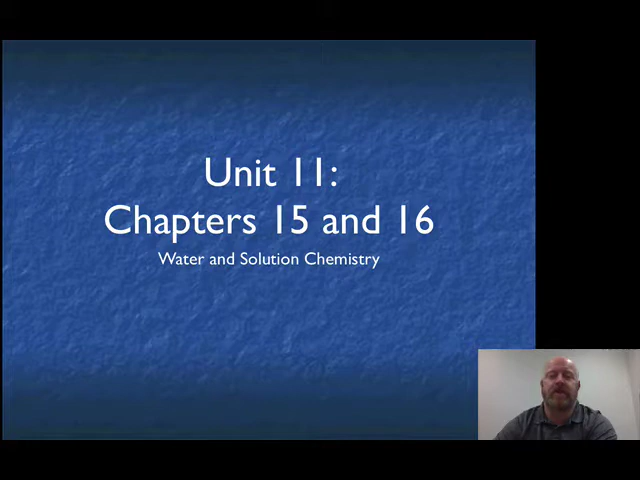 Unit 11:
Chapters 15 and 16
Water and Solution Chemistry